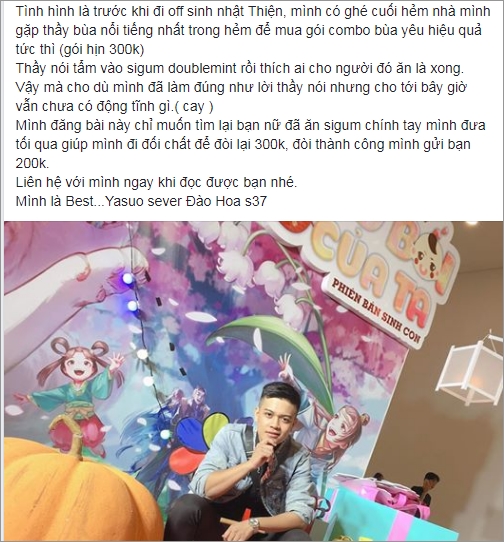 Tình hình là trước khi đi off sinh nhật Thiện, mình có ghé cuối hẻm nhà mình
gặp thầy bùa nổi tiếng nhất trong hẻm để mua gói combo bùa yêu hiệu quả
tức thì (gói hịn 300k)
Thầy nói tẩm vào sigum doublemint rồi thích ai cho người đó ăn là xong.
Vậy mà cho dù mình đã làm đúng như lời thầy nói nhưng cho tới bây giờ
vẫn chưa có động tĩnh gì.( cay )
Mình đăng bài này chỉ muốn tìm lại bạn nữ đã ăn sigum chính tay mình đưa
tối qua giúp mình đi đối chất để đòi lại 300k, đòi thành công mình gửi bạn
200k.
Liên hệ với mình ngay khi đọc được bạn nhé.
Mình là Best...Yasuo sever Đào Hoa s37
CỦA TA
PHIÊN BẢN SINH CON